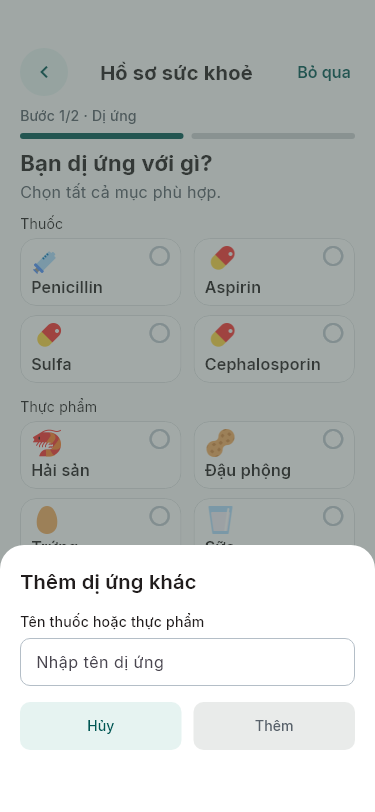 Hồ sơ sức khoẻ
Bỏ qua
Bước 1/2 · Dị ứng
Bạn dị ứng với gì?
Chọn tất cả mục phù hợp.
Thuốc
Penicillin
Aspirin
Sulfa
Cephalosporin
Thực phẩm
Hải sản
Đậu phộng
Thêm dị ứng khác
Tên thuốc hoặc thực phẩm
Nhập tên dị ứng
Hủy
Thêm